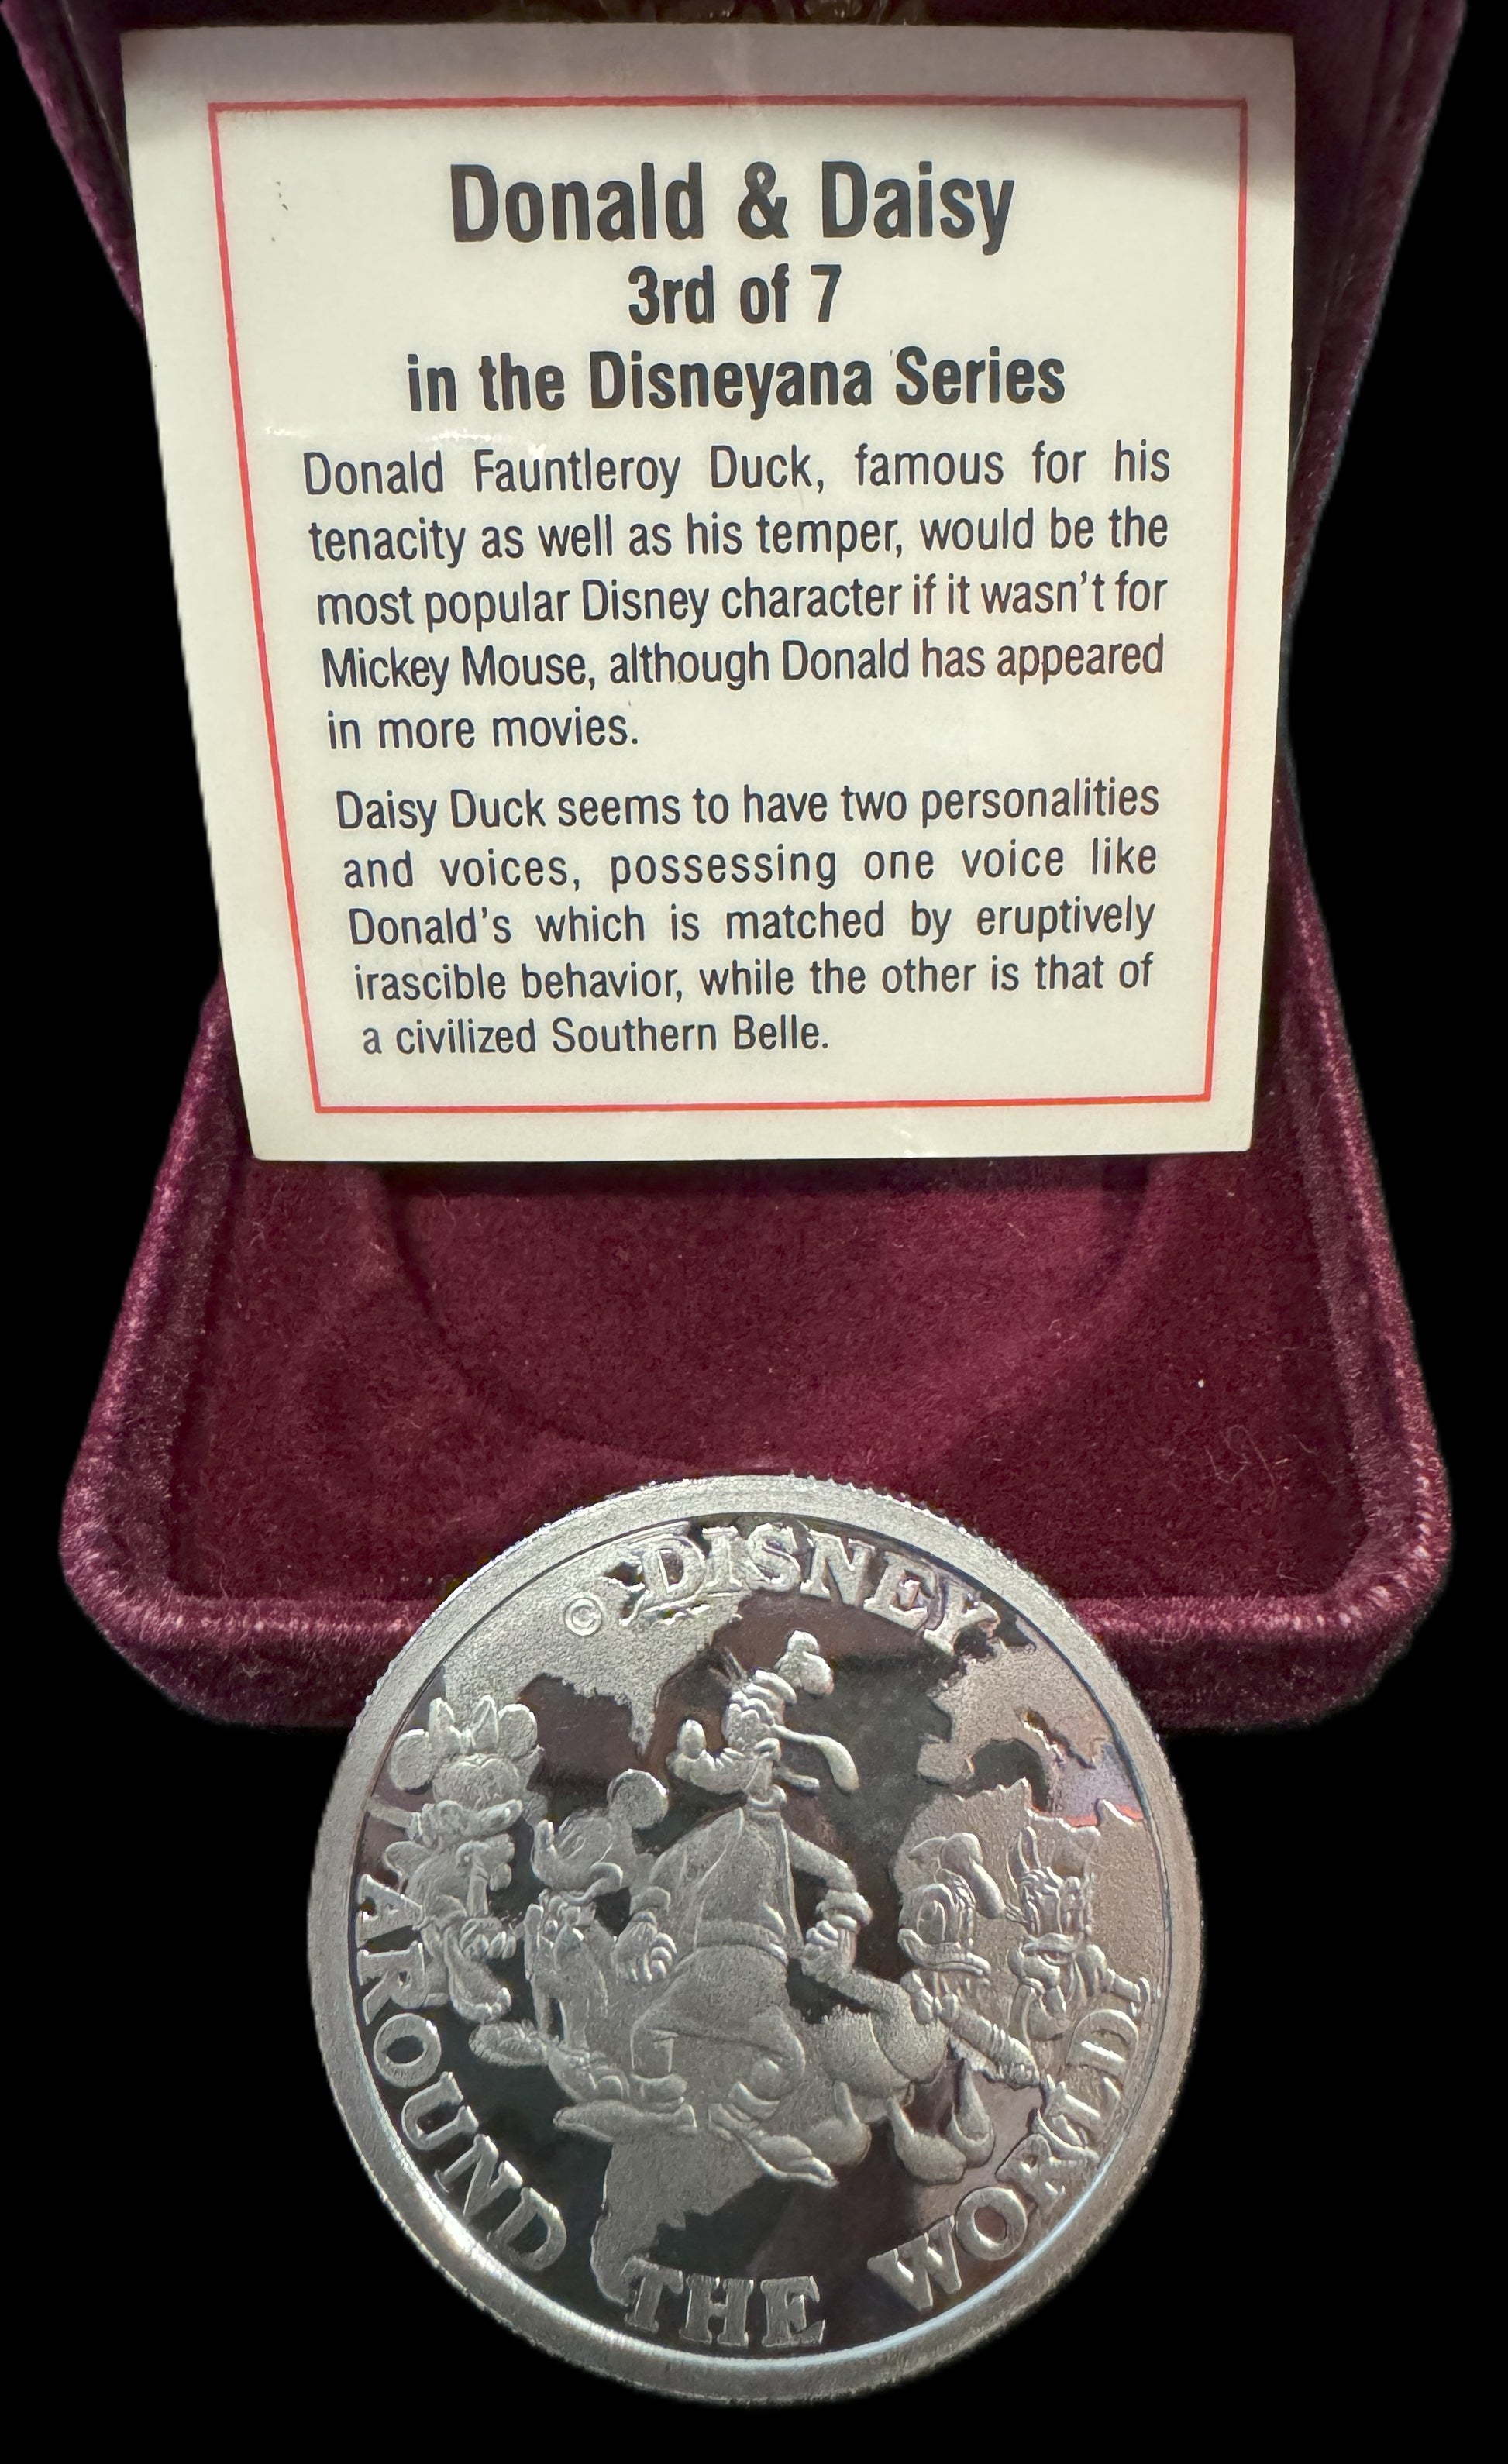 Donald & Daisy
3rd of 7
in the Disneyana Series
Donald Fauntleroy Duck, famous for his
tenacity as well as his temper, would be the
most popular Disney character if it wasn't for
Mickey Mouse, although Donald has appeared
in more movies.
Daisy Duck seems to have two personalities
and voices, possessing one voice like
Donald's which is matched by eruptively
irascible behavior, while the other is that of
a civilized Southern Belle.
© DISNEY
AROUND THE WORLD!